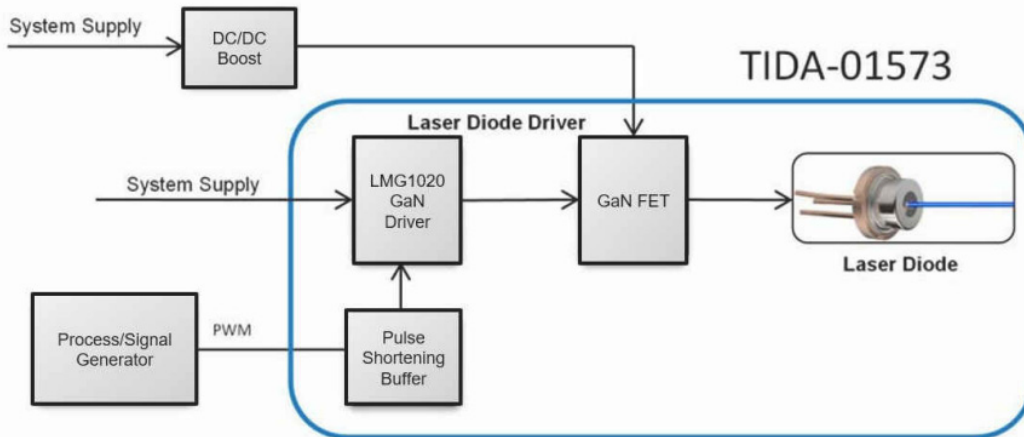 System Supply
DC/DC
Boost
TIDA-01573
Laser Diode Driver
System Supply
LMG1020
GaN
Driver
GaN FET
Laser Diode
Process/Signal
Generator
PWM
Pulse
Shortening
Buffer